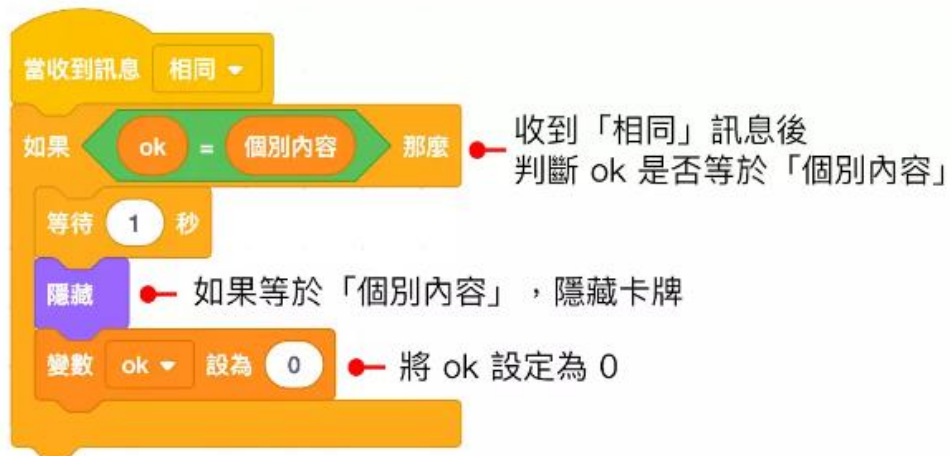 當收到訊息 相同
如果 ok = 個別內容 那麼
收到「相同」訊息後
判斷 ok 是否等於「個別內容」
等待 1 秒
隱藏
如果等於「個別內容」，隱藏卡牌
變數 ok 設為 0
將 ok 設定為 0